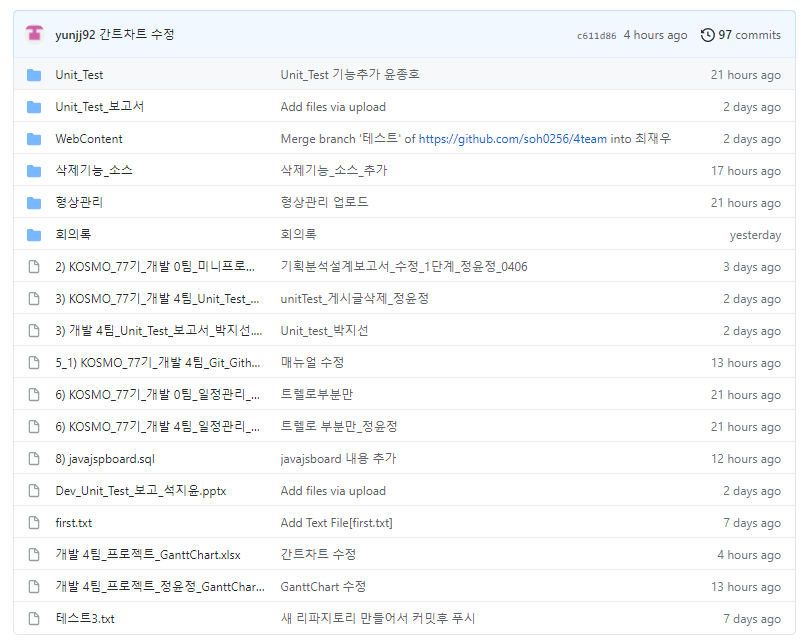 yunjj92 간트차트 수정 c611d86 4 hours ago 97 commits
Unit_Test Unit_Test 기능추가 윤종호 21 hours ago
Unit_Test_보고서 Add files via upload 2 days ago
WebContent Merge branch '테스트' of https://github.com/soh0256/4team into 최재우 2 days ago
삭제기능_소스 삭제기능_소스_추가 17 hours ago
형상관리 형상관리 업로드 21 hours ago
회의록 회의록 yesterday
2) KOSMO_77기_개발 0팀_미니프로... 기획분석설계보고서_수정_1단계_정윤정_0406 3 days ago
3) KOSMO_77기_개발 4팀_Unit_Test_... unitTest_게시글삭제_정윤정 2 days ago
3) 개발 4팀_Unit_Test_보고서_박지선.... Unit_test_박지선 2 days ago
5_1) KOSMO_77기_개발 4팀_Git_Gith... 매뉴얼 수정 13 hours ago
6) KOSMO_77기_개발 0팀_일정관리_... 트렐로부분만 21 hours ago
6) KOSMO_77기_개발 4팀_일정관리_... 트렐로 부분만_정윤정 21 hours ago
8) javajspboard.sql javajsboard 내용 추가 12 hours ago
Dev_Unit_Test_보고_석지윤.pptx Add files via upload 2 days ago
first.txt Add Text File[first.txt] 7 days ago
개발 4팀_프로젝트_GanttChart.xlsx 간트차트 수정 4 hours ago
개발 4팀_프로젝트_정윤정_GanttChar... GanttChart 수정 13 hours ago
테스트3.txt 새 리파지토리 만들어서 커밋후 푸시 7 days ago